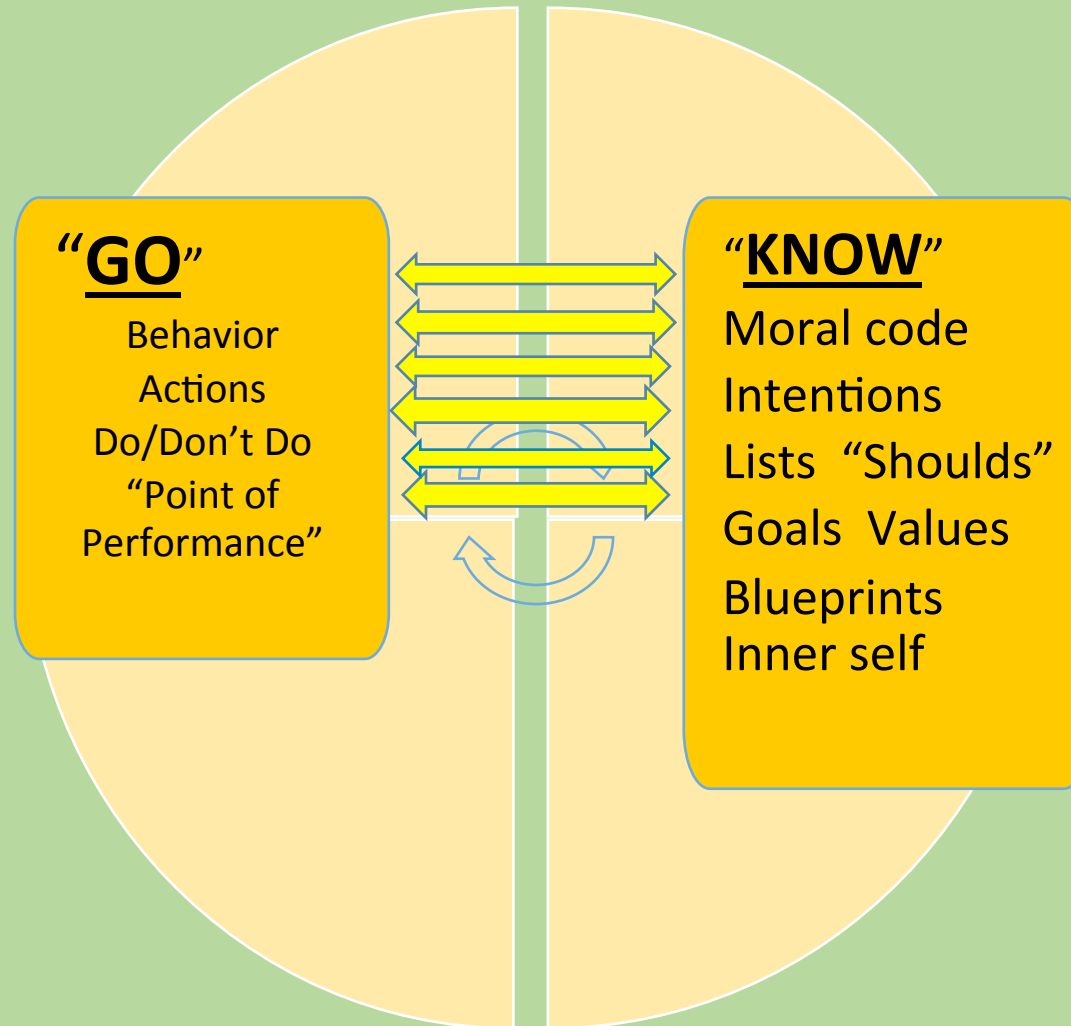 “GO”
Behavior
Actions
Do/Don’t Do
“Point of
Performance”
“KNOW”
Moral code
Intentions
Lists “Shoulds”
Goals Values
Blueprints
Inner self